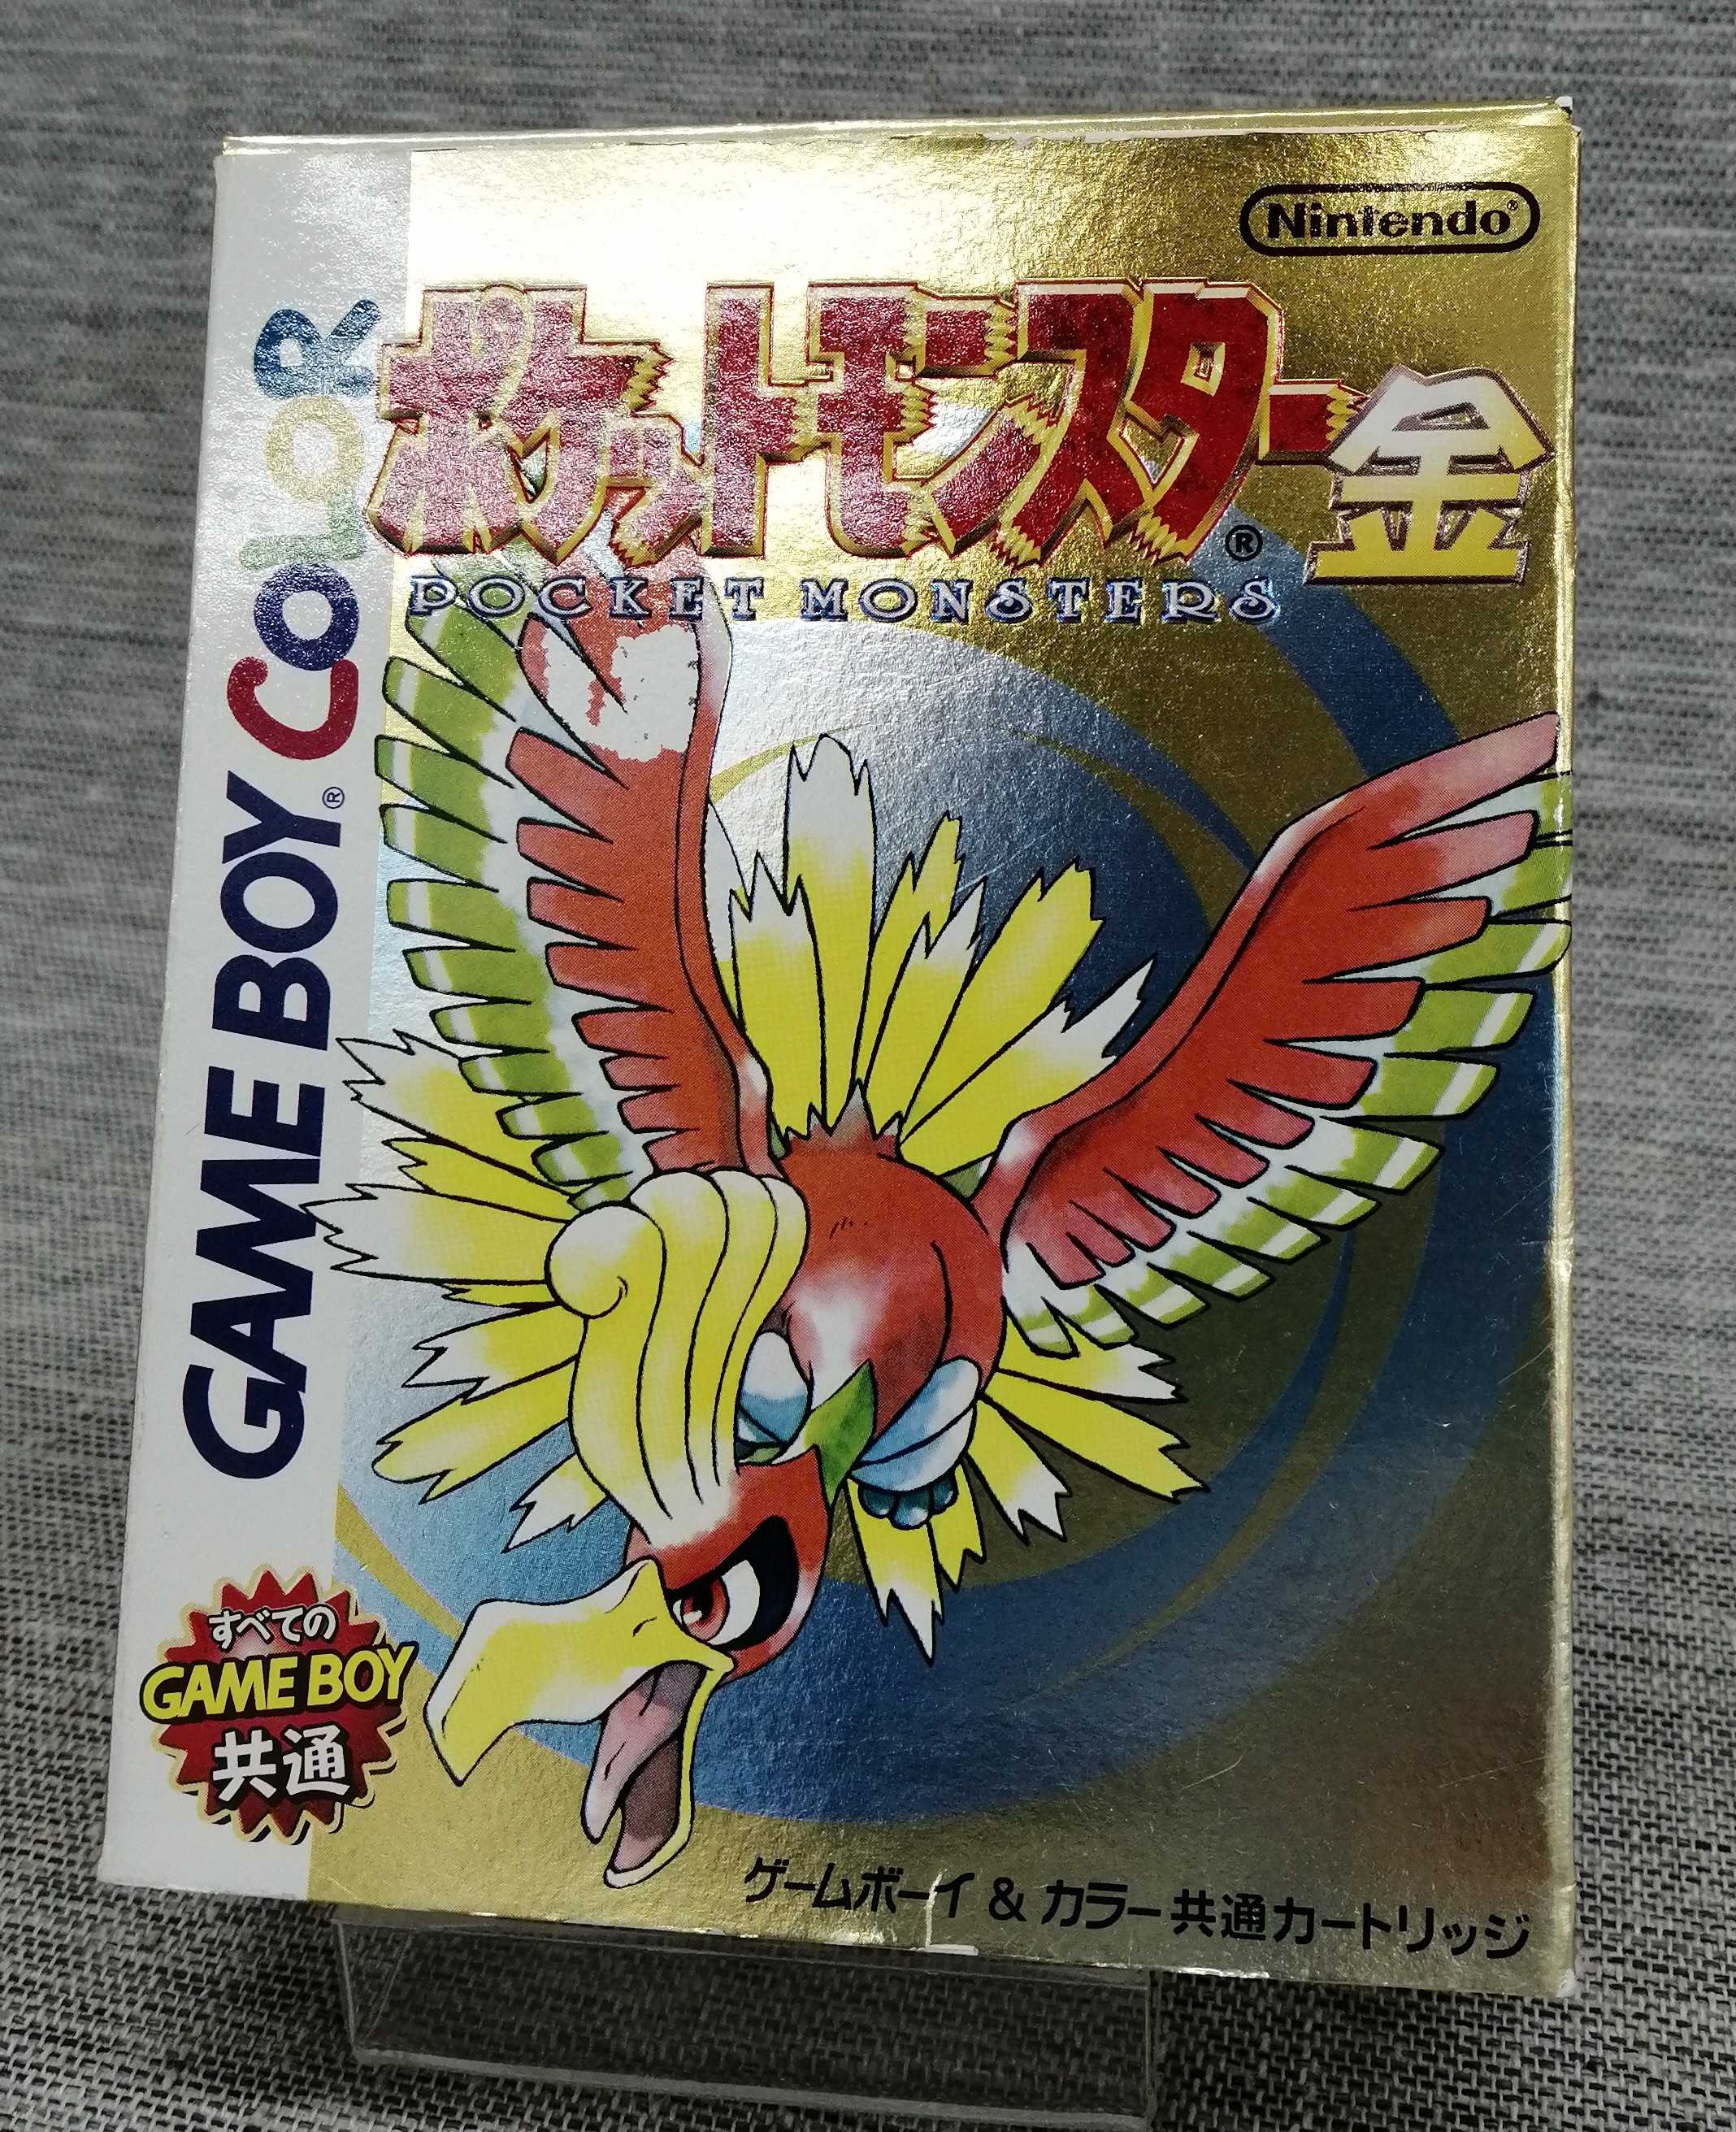 Nintendo®
ポケットモンスター金
®
POCKET MONSTERS
GAME BOY COLOR
®
すべての
GAME BOY
共通
ゲームボーイ & カラー共通カートリッジ